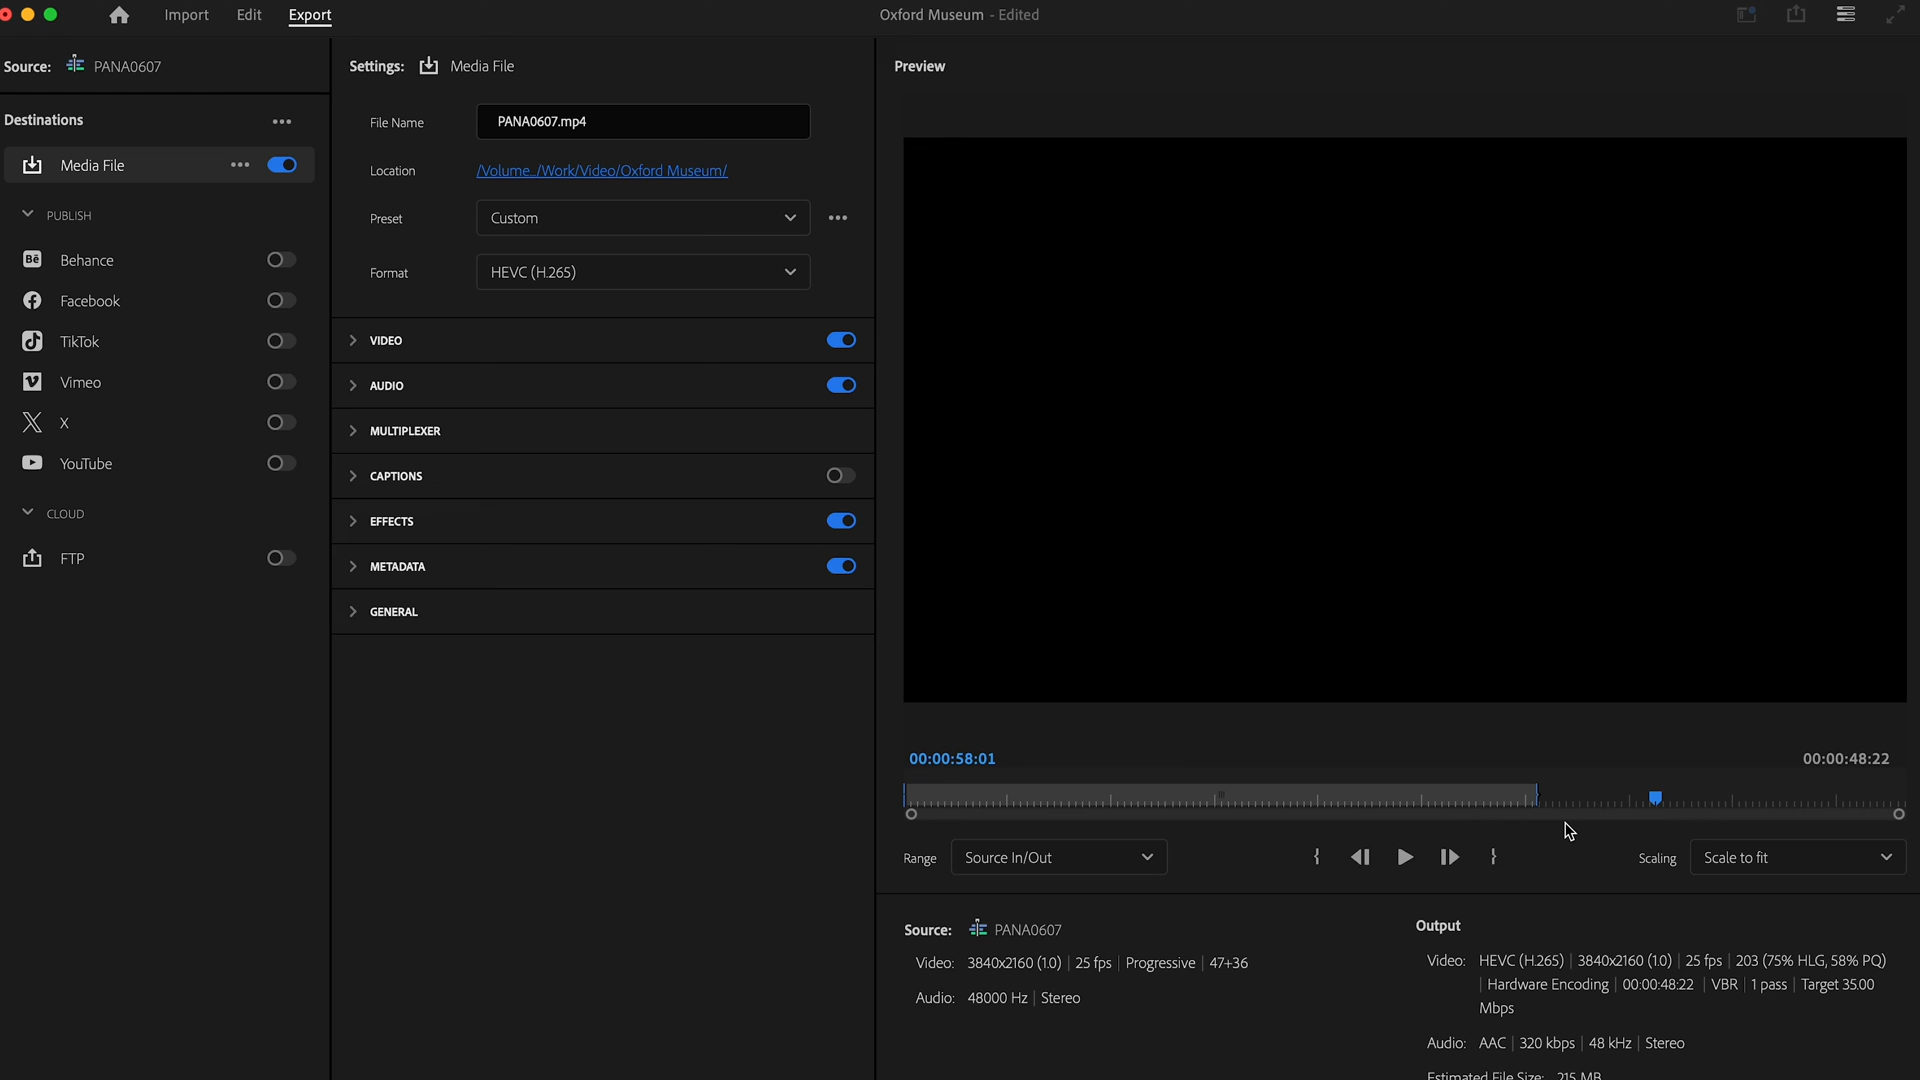 Import Edit Export Oxford Museum - Edited
Source: PANA0607
Settings: Media File
Preview
Destinations
Media File
PUBLISH
Behance
Facebook
TikTok
Vimeo
X
YouTube
CLOUD
FTP
File Name PANA0607.mp4
Location /Volume.../Work/Video/Oxford Museum/
Preset Custom
Format HEVC (H.265)
VIDEO
AUDIO
MULTIPLEXER
CAPTIONS
EFFECTS
METADATA
GENERAL
00:00:58:01 00:00:48:22
Range Source In/Out Scaling Scale to fit
Source: PANA0607
Video: 3840x2160 (1.0) | 25 fps | Progressive | 47+36
Audio: 48000 Hz | Stereo
Output
Video: HEVC (H.265) | 3840x2160 (1.0) | 25 fps | 203 (75% HLG, 58% PQ)
| Hardware Encoding | 00:00:48:22 | VBR | 1 pass | Target 35.00
Mbps
Audio: AAC | 320 kbps | 48 kHz | Stereo
Estimated File Size: 215 MB